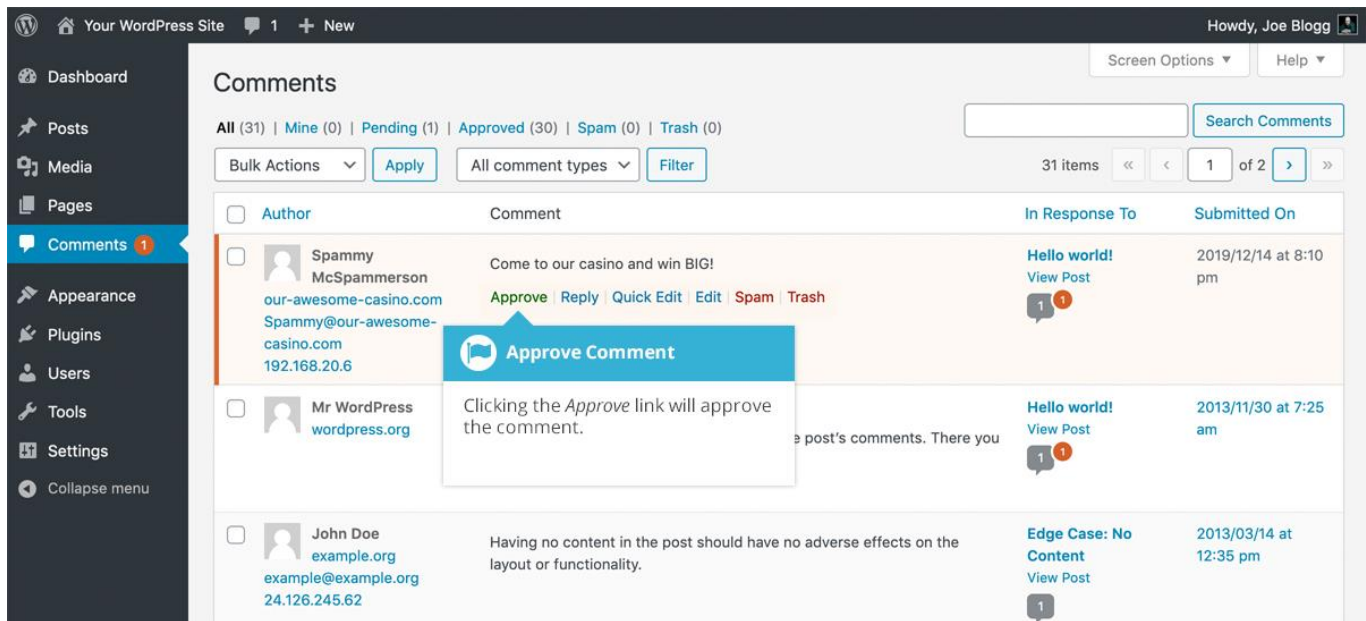 Your WordPress Site 1 + New Howdy, Joe Blogg
Screen Options ▼ Help ▼
Dashboard
Posts
Media
Pages
Comments 1
Appearance
Plugins
Users
Tools
Settings
Collapse menu
Comments
All (31) | Mine (0) | Pending (1) | Approved (30) | Spam (0) | Trash (0)
Search Comments
Bulk Actions Apply All comment types Filter 31 items « ‹ 1 of 2 › »
Author Comment In Response To Submitted On
Spammy
McSpammerson
our-awesome-casino.com
Spammy@our-awesome-
casino.com
192.168.20.6
Come to our casino and win BIG!
Approve | Reply | Quick Edit | Edit | Spam | Trash
Hello world!
View Post
1 1
2019/12/14 at 8:10
pm
Approve Comment
Clicking the Approve link will approve
the comment.
Mr WordPress
wordpress.org
post's comments. There you
Hello world!
View Post
1 1
2013/11/30 at 7:25
am
John Doe
example.org
example@example.org
24.126.245.62
Having no content in the post should have no adverse effects on the
layout or functionality.
Edge Case: No
Content
View Post
1
2013/03/14 at
12:35 pm